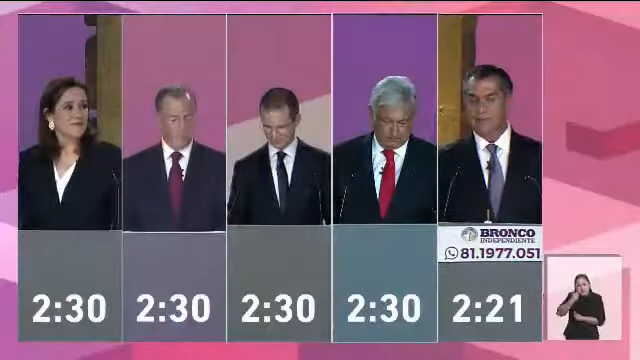 BRONCO
INDEPENDIENTE
81.1977.051
2:30 2:30 2:30 2:30 2:21